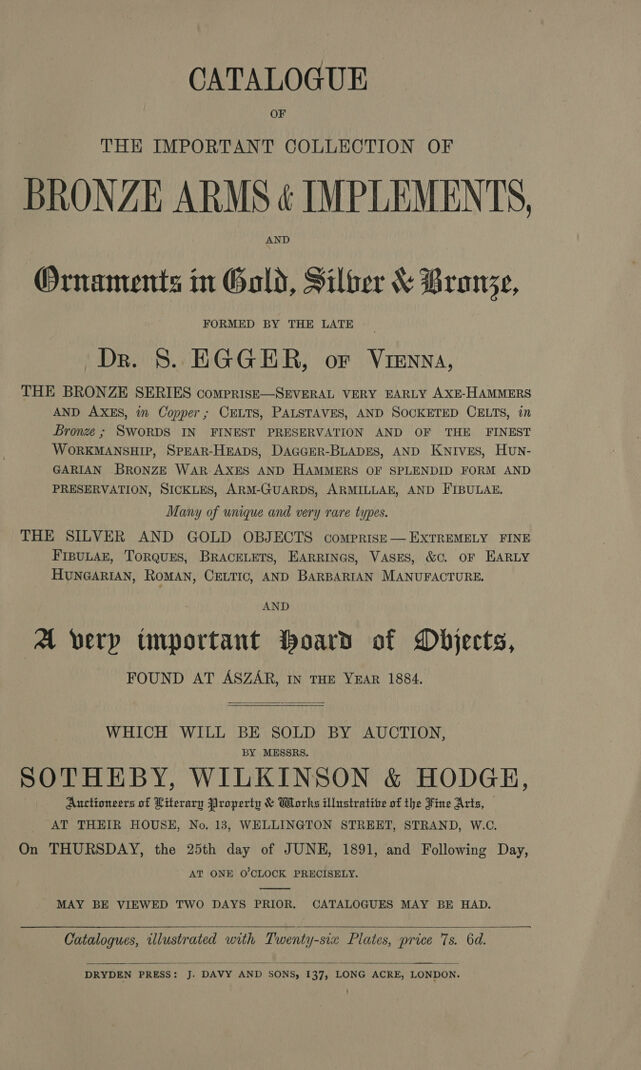 CATALOGUE
OF
THE IMPORTANT COLLECTION OF
BRONZE ARMS & IMPLEMENTS,
AND
Ornaments in Gold, Silver & Bronze,
FORMED BY THE LATE
DR. S. EGGER, OF VIENNA,
THE BRONZE SERIES COMPRISE—SEVERAL VERY EARLY AXE-HAMMERS
AND AXES, in Copper; CELTS, PALSTAVES, AND SOCKETED CELTS, in
Bronze; SWORDS IN FINEST PRESERVATION AND OF THE FINEST
WORKMANSHIP, SPEAR-HEADS, DAGGER-BLADES, AND KNIVES, HUN-
GARIAN BRONZE WAR AXES AND HAMMERS OF SPLENDID FORM AND
PRESERVATION, SICKLES, ARM-GUARDS, ARMILLAE, AND FIBULAE.
Many of unique and very rare types.
THE SILVER AND GOLD OBJECTS COMPRISE—EXTREMELY FINE
FIBULAE, TORQUES, BRACELETS, EARRINGS, VASES, &C. OF EARLY
HUNGARIAN, ROMAN, CELTIC, AND BARBARIAN MANUFACTURE.
AND
A very important Hoard of Objects,
FOUND AT ÁSZÁR, IN THE YEAR 1884.
WHICH WILL BE SOLD BY AUCTION,
BY MESSRS.
SOTHEBY, WILKINSON & HODGE,
Auctioneers of Literary Property & Works illustrative of the Fine Arts,
AT THEIR HOUSE, No. 13, WELLINGTON STREET, STRAND, W.C.
On THURSDAY, the 25th day of JUNE, 1891, and Following Day,
AT ONE O'CLOCK PRECISELY.
MAY BE VIEWED TWO DAYS PRIOR. CATALOGUES MAY BE HAD.
Catalogues, illustrated with Twenty-six Plates, price 7s. 6d.
DRYDEN PRESS: J. DAVY AND SONS, 137, LONG ACRE, LONDON.